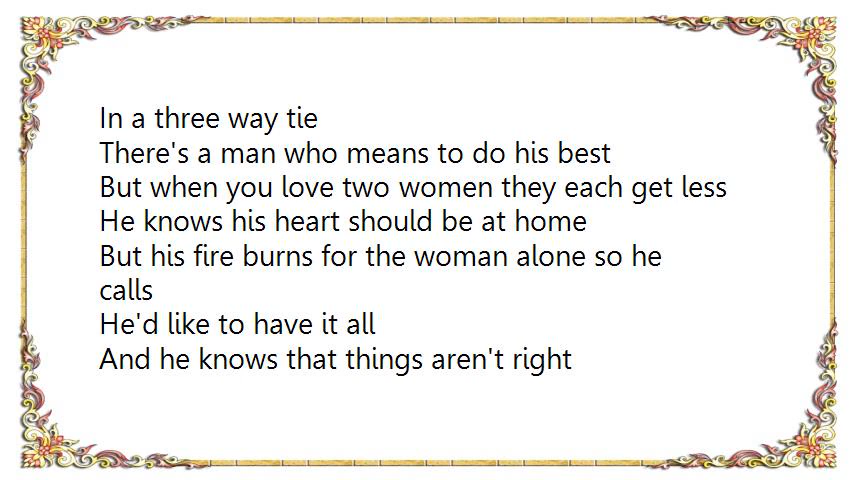 In a three way tie
There's a man who means to do his best
But when you love two women they each get less
He knows his heart should be at home
But his fire burns for the woman alone so he
calls
He'd like to have it all
And he knows that things aren't right